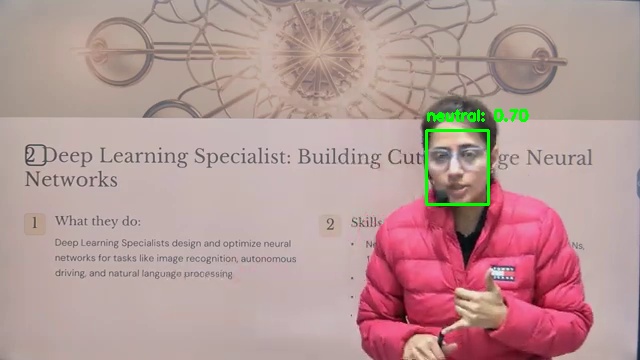 neutral: 0.70
2 Deep Learning Specialist: Building Neural
Networks
1 What they do:
Deep Learning Specialists design and optimize neural
networks for tasks like image recognition, autonomous
driving, and natural language processing.
2 Skills